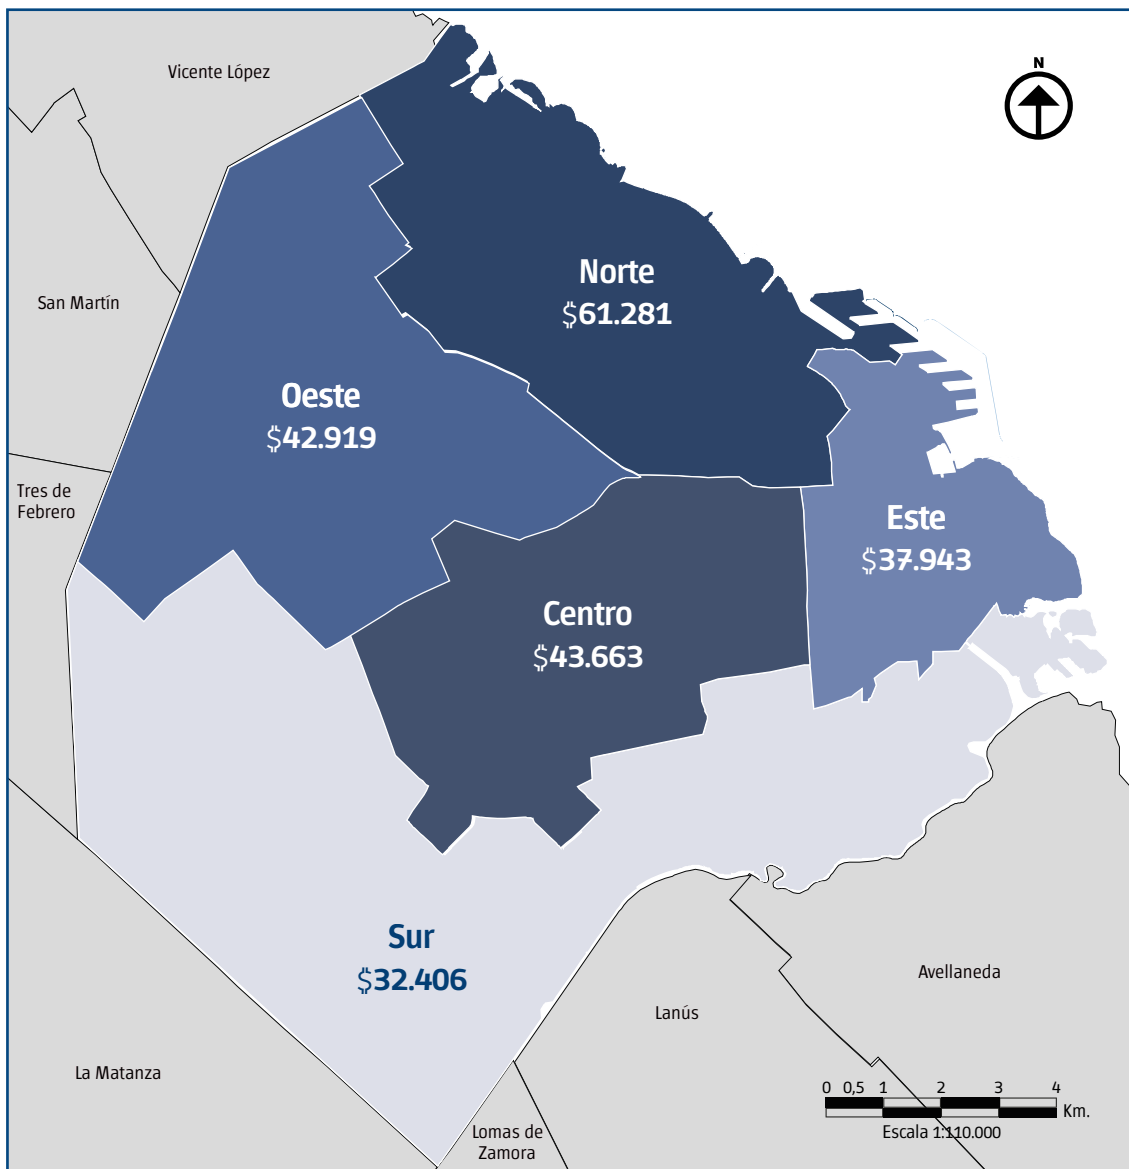 Vicente López
N
San Martín
Norte
$61.281
Oeste
$42.919
Tres de
Febrero
Este
$37.943
Centro
$43.663
Sur
$32.406
Avellaneda
Lanús
La Matanza
0 0,5 1 2 3 4
Km.
Escala 1:110.000
Lomas de
Zamora